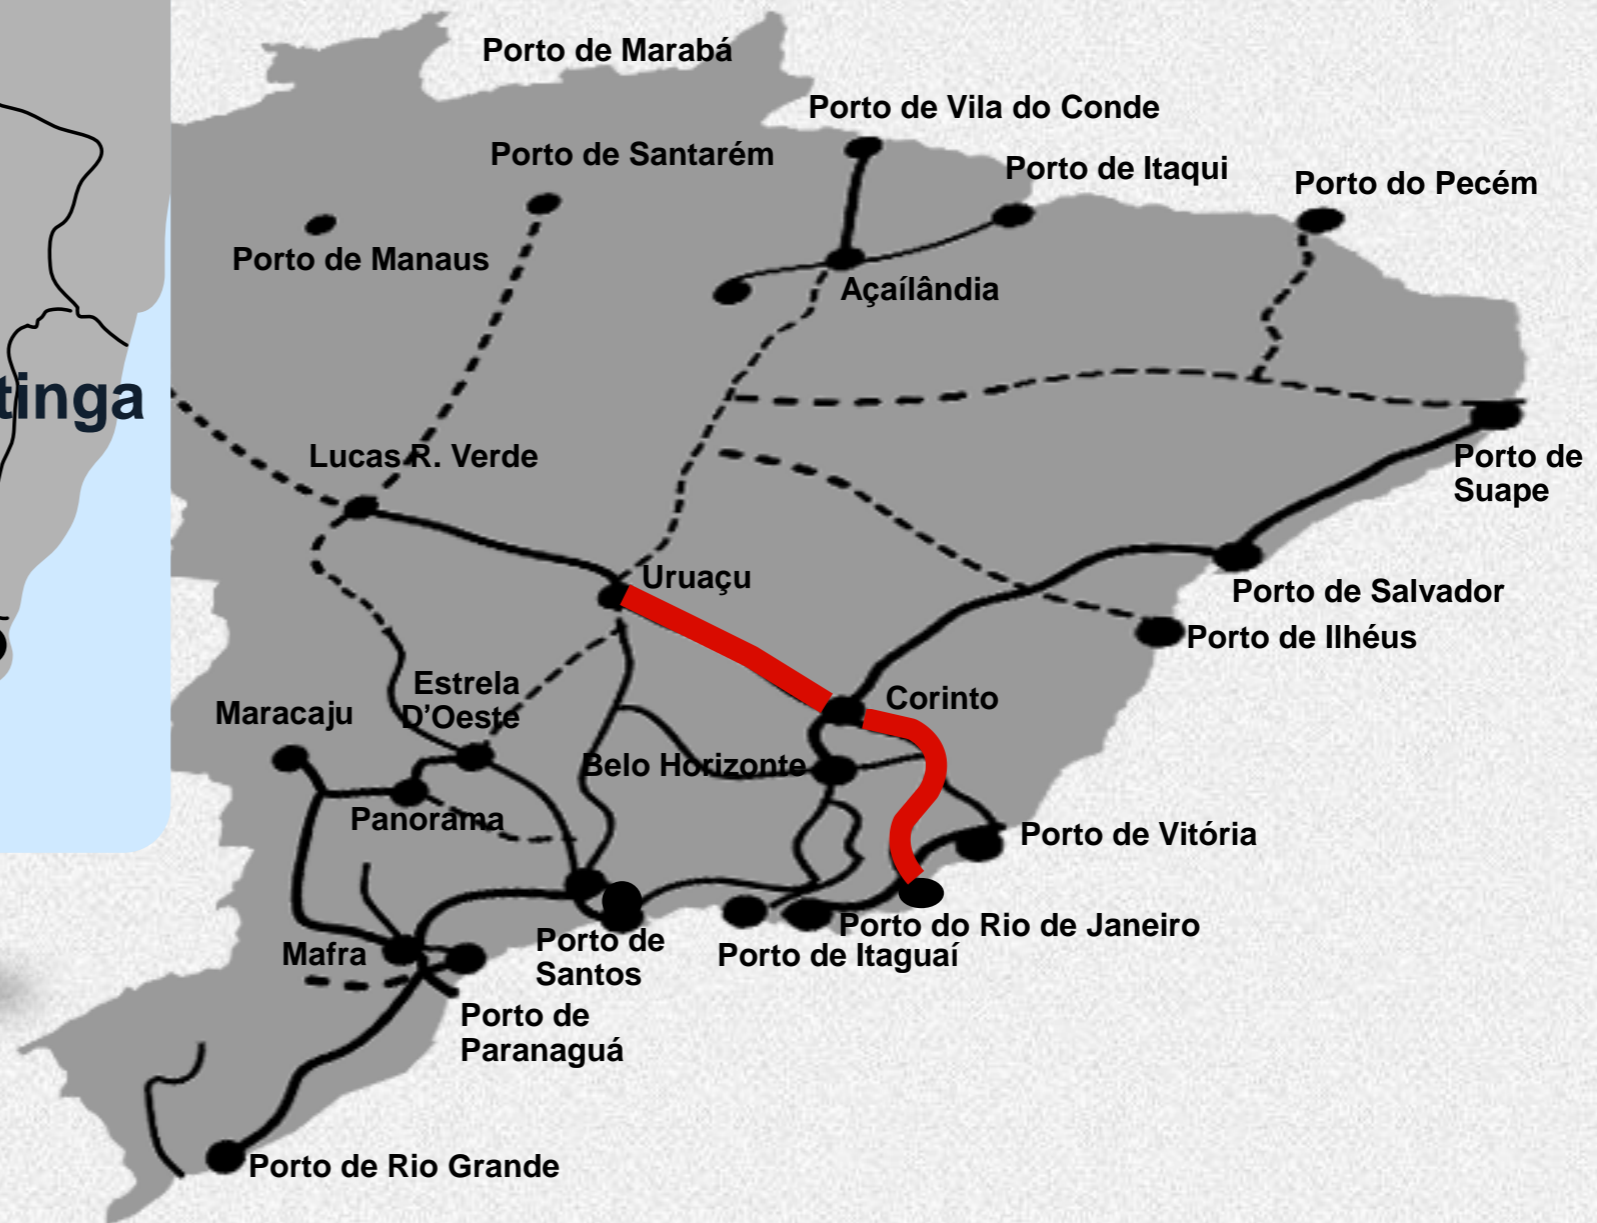 Porto de Marabá
Porto de Vila do Conde
Porto de Santarém
Porto de Itaqui
Porto do Pecém
Porto de Manaus
Açaílândia
tinga
Lucas R. Verde
Porto de
Suape
Uruaçu
Porto de Salvador
Porto de Ilhéus
Estrela
D’Oeste
Maracaju
Corinto
Belo Horizonte
Panorama
Porto de Vitória
Porto do Rio de Janeiro
Mafra
Porto de
Santos
Porto de Itaguaí
Porto de
Paranaguá
Porto de Rio Grande